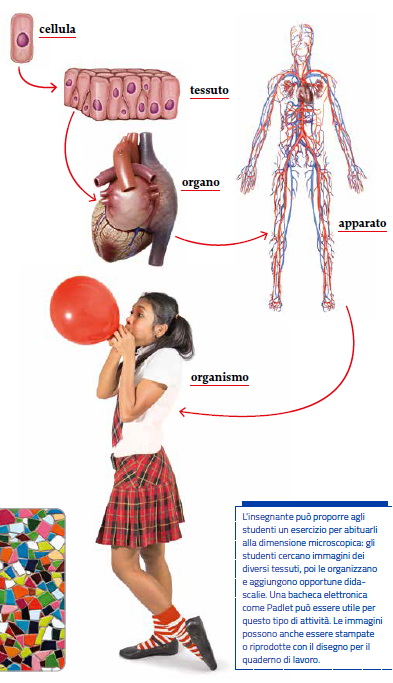 cellula
tessuto
organo
apparato
organismo
L'insegnante può proporre agli
studenti un esercizio per abituarli
alla dimensione microscopica: gli
studenti cercano immagini dei
diversi tessuti, poi le organizzano
e aggiungono opportune dida-
scalie. Una bacheca elettronica
come Padlet può essere utile per
questo tipo di attività. Le immagini
possono anche essere stampate
o riprodotte con il disegno per il
quaderno di lavoro.